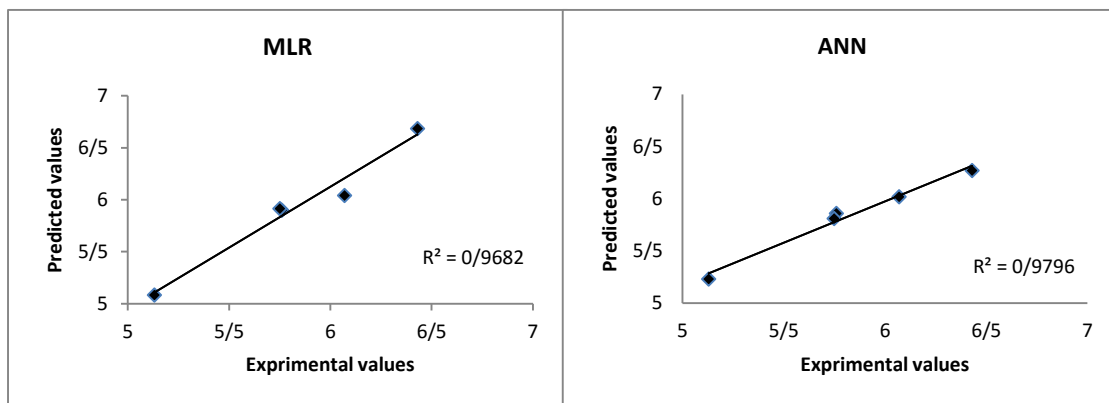 MLR
Predicted values
7
6/5
6
5/5
5
R² = 0/9682
5
5/5
6
6/5
7
Exprimental values
ANN
Predicted values
7
6/5
6
5/5
5
R² = 0/9796
5
5/5
6
6/5
7
Exprimental values